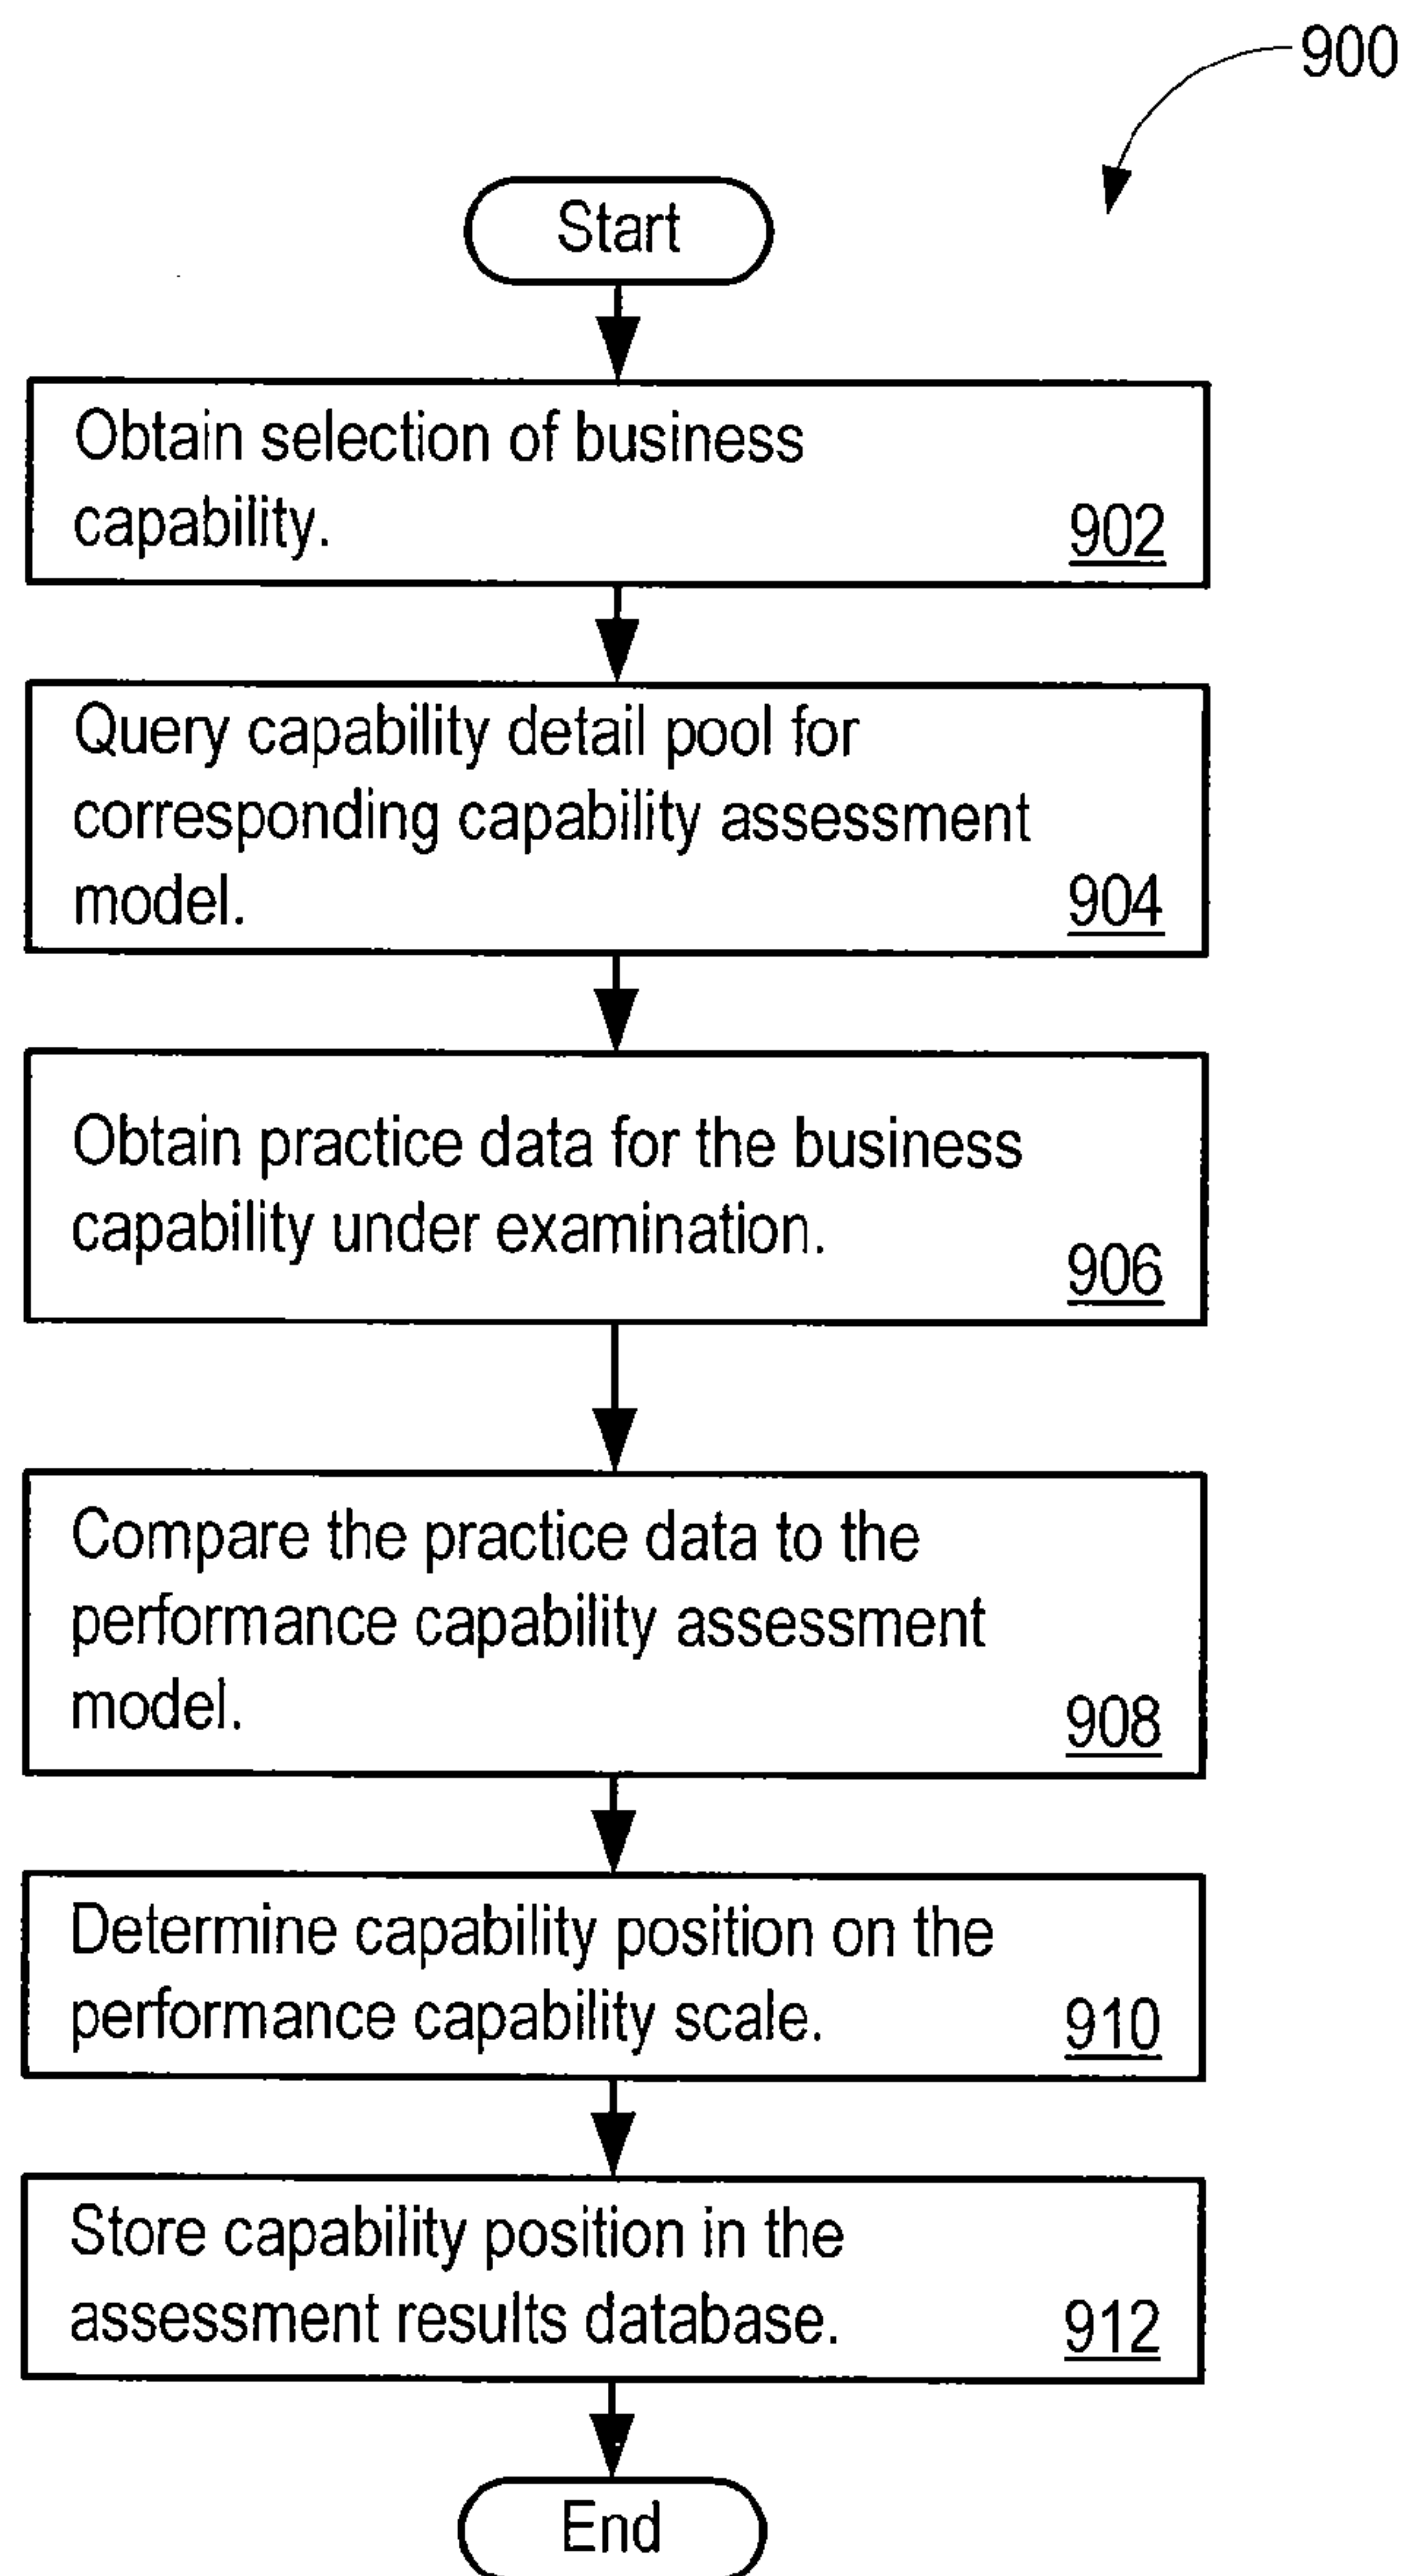 900
Start
Obtain selection of business
capability.
902
Query capability detail pool for
corresponding capability assessment
model.
904
Obtain practice data for the business
capability under examination.
906
Compare the practice data to the
performance capability assessment
model.
908
Determine capability position on the
performance capability scale.
910
Store capability position in the
assessment results database.
912
End